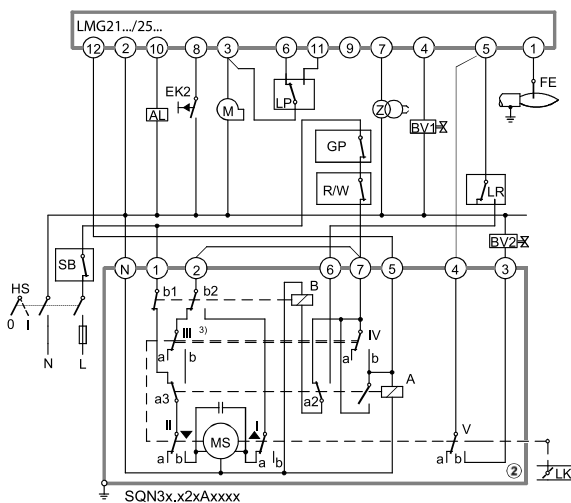 LMG21.../25...
12 2 10 8 3 6 11 9 7 4 5 1
EK2
AL
M
LP
Z
BV1
FE
GP
R/W
LR
BV2
SB
HS
0 I
N L
N 1 2 6 7 5 4 3
b1 b2 B
III 3) IV
a b a b
A
a3 a2
II MS I V
a b a b a b
LK
2
SQN3x.x2xAxxxx